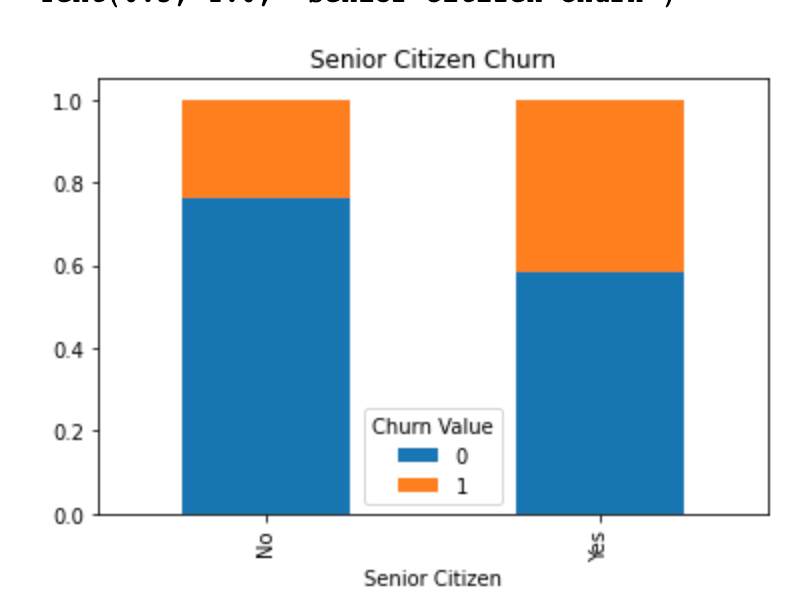 Senior Citizen Churn
1.0
0.8
0.6
0.4
0.2
0.0
Churn Value
0
1
No
Yes
Senior Citizen